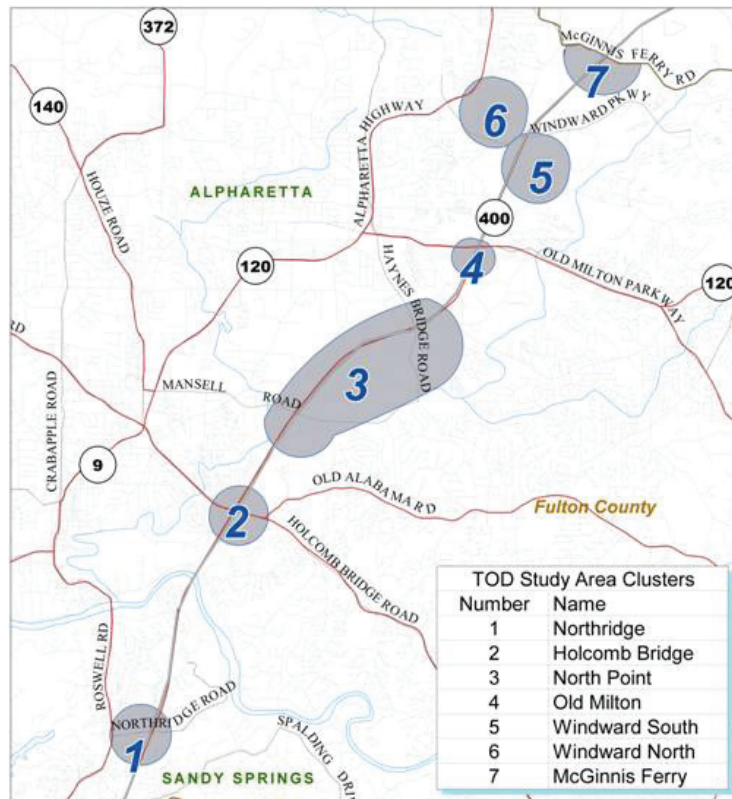 372
McGINNIS FERRY RD
7
140
6
WINDWARD PKWY
ALPHARETTA HIGHWAY
5
HOUZE ROAD
ALPHARETTA
400
120
4
OLD MILTON PARKWAY
120
HAYNES BRIDGE ROAD
RD
3
MANSELL ROAD
CRABAPPLE ROAD
9
2
OLD ALABAMA RD
Fulton County
HOLCOMB BRIDGE ROAD
ROSWELL RD
NORTHRIDGE ROAD
1
SPALDING DRI
SANDY SPRINGS
TOD Study Area Clusters
Number Name
1 Northridge
2 Holcomb Bridge
3 North Point
4 Old Milton
5 Windward South
6 Windward North
7 McGinnis Ferry